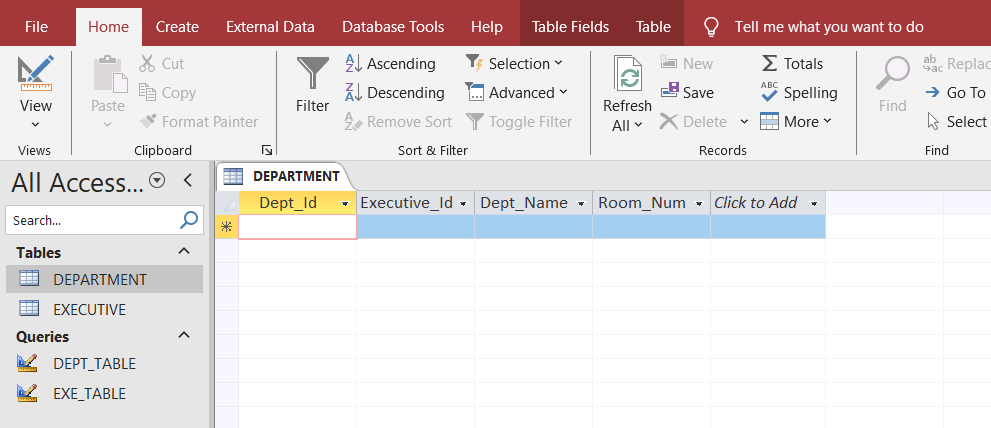 File Home Create External Data Database Tools Help Table Fields Table Tell me what you want to do
View
Views
Paste
Cut
Copy
Format Painter
Clipboard
Filter
Ascending
Descending
Remove Sort
Selection
Advanced
Toggle Filter
Sort & Filter
Refresh
All
New
Save
Delete
Totals
Spelling
More
Records
Find
Replac
Go To
Select
Find
All Access...
Search...
Tables
DEPARTMENT
EXECUTIVE
Queries
DEPT_TABLE
EXE_TABLE
DEPARTMENT
Dept_Id Executive_Id Dept_Name Room_Num Click to Add